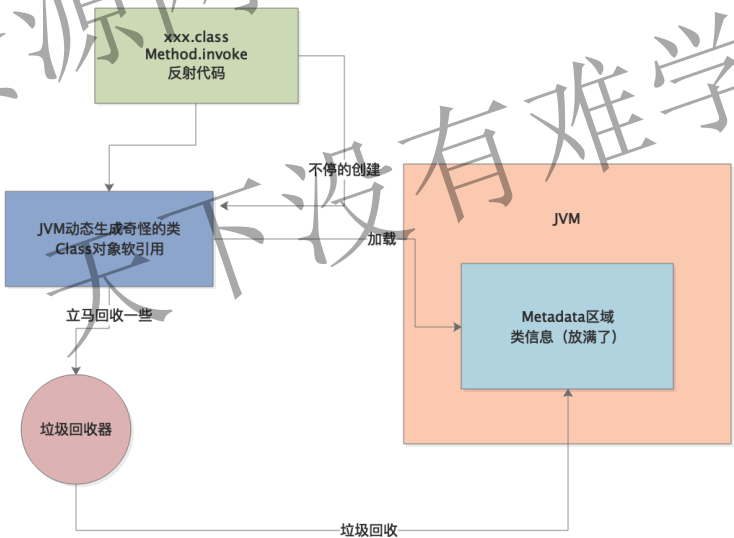 xxx.class
Method.invoke
反射代码
不停的创建
JVM动态生成奇怪的类
Class对象软引用
加载
JVM
Metadata区域
类信息（放满了）
立马回收一些
垃圾回收器
垃圾回收
天下没有难学